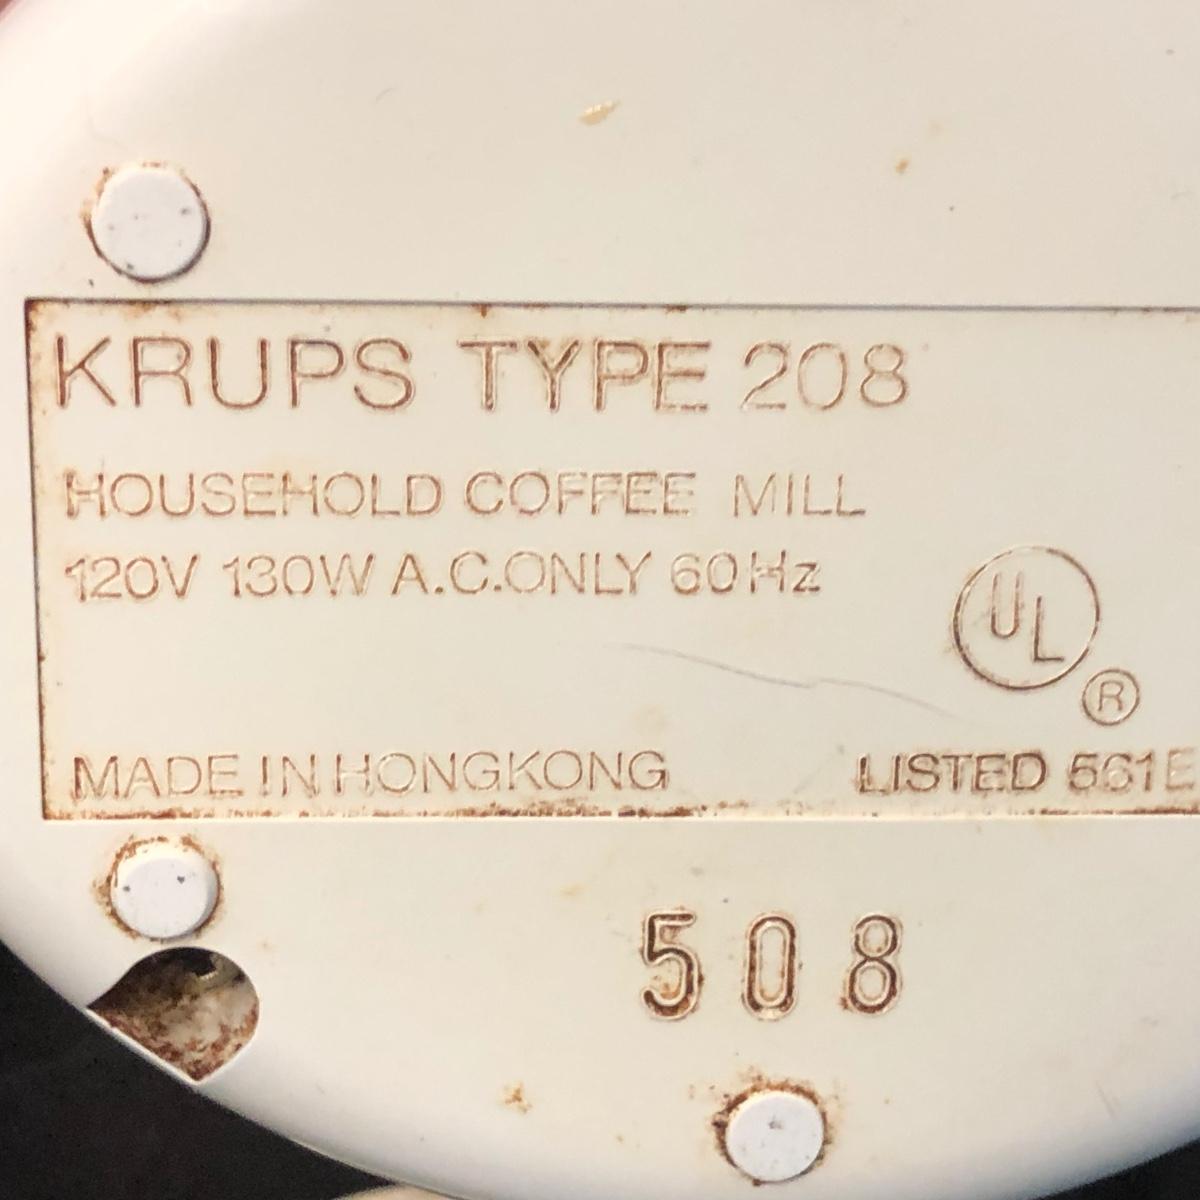 KRUPS TYPE 208
HOUSEHOLD COFFEE MILL
120V 130W A.C.ONLY 60Hz
UL
®
MADE IN HONGKONG
LISTED 561E
508